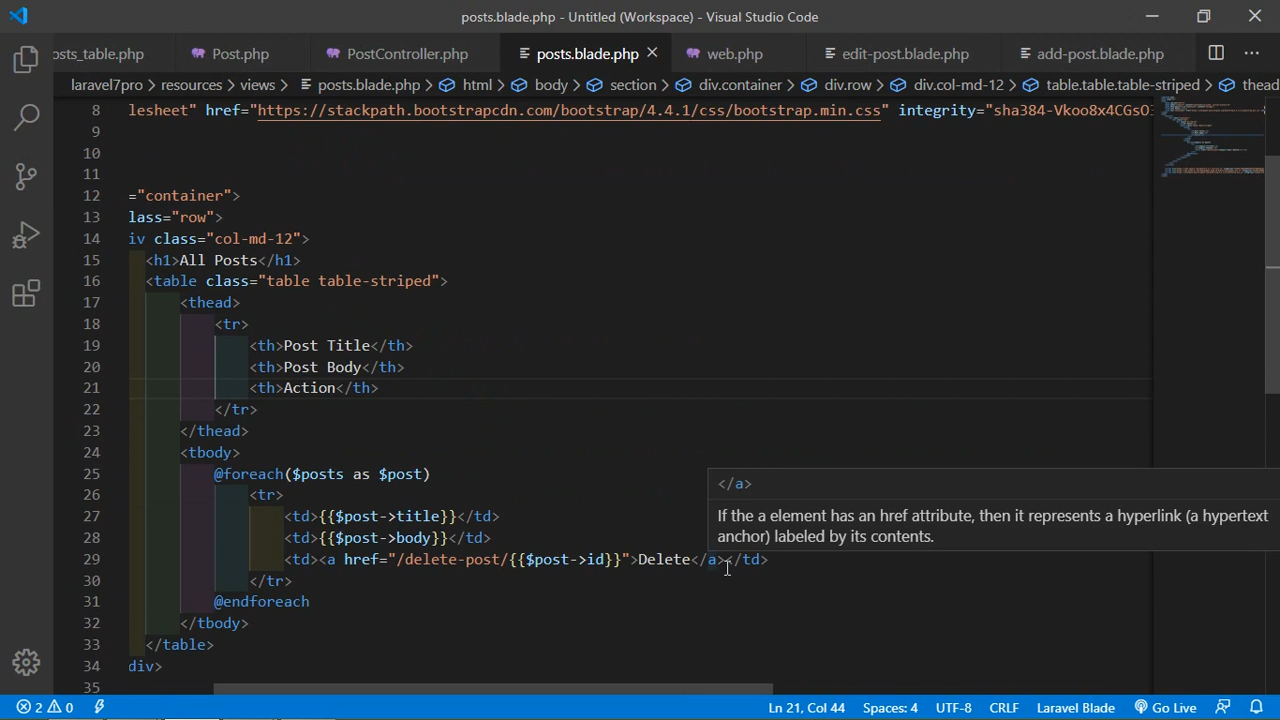 posts.blade.php - Untitled (Workspace) - Visual Studio Code
osts_table.php Post.php PostController.php posts.blade.php web.php edit-post.blade.php add-post.blade.php
laravel7pro > resources > views > posts.blade.php > html > body > section > div.container > div.row > div.col-md-12 > table.table.table-striped > thead
8 lesheet" href="https://stackpath.bootstrapcdn.com/bootstrap/4.4.1/css/bootstrap.min.css" integrity="sha384-Vkoo8x4CGsO
9
10
11
12 ="container">
13 lass="row">
14 iv class="col-md-12">
15 <h1>All Posts</h1>
16 <table class="table table-striped">
17 <thead>
18 <tr>
19 <th>Post Title</th>
20 <th>Post Body</th>
21 <th>Action</th>
22 </tr>
23 </thead>
24 <tbody>
25 @foreach($posts as $post)
26 <tr>
27 <td>{{$post->title}}</td>
28 <td>{{$post->body}}</td>
29 <td><a href="/delete-post/{{$post->id}}">Delete</a></td>
30 </tr>
31 @endforeach
32 </tbody>
33 </table>
34 div>
35
</a>
If the a element has an href attribute, then it represents a hyperlink (a hypertext
anchor) labeled by its contents.
2 0 Ln 21, Col 44 Spaces: 4 UTF-8 CRLF Laravel Blade Go Live